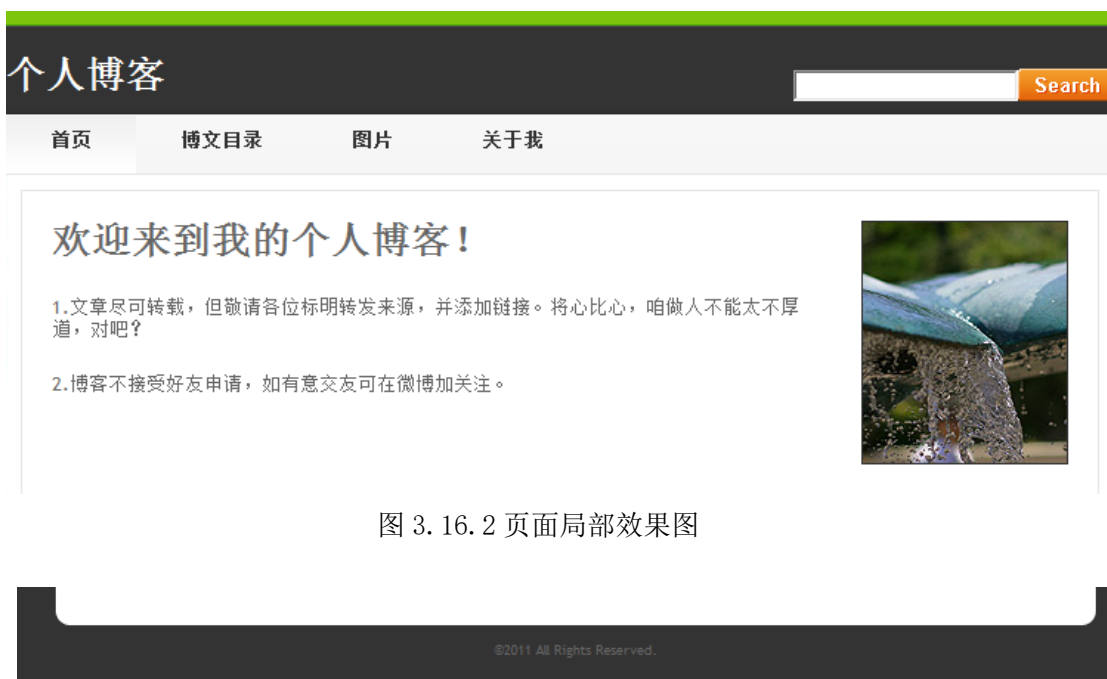 个人博客
Search
首页 博文目录 图片 关于我
欢迎来到我的个人博客!
1.文章尽可转载，但敬请各位标明转发来源，并添加链接。将心比心，咱做人不能太不厚
道，对吧？
2.博客不接受好友申请，如有意交友可在微博加关注。
图 3.16.2 页面局部效果图
©2011 All Rights Reserved.